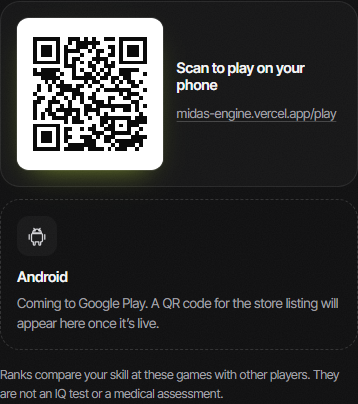 Scan to play on your
phone
midas-engine.vercel.app/play
Android
Coming to Google Play. A QR code for the store listing will
appear here once it's live.
Ranks compare your skill at these games with other players. They
are not an IQ test or a medical assessment.